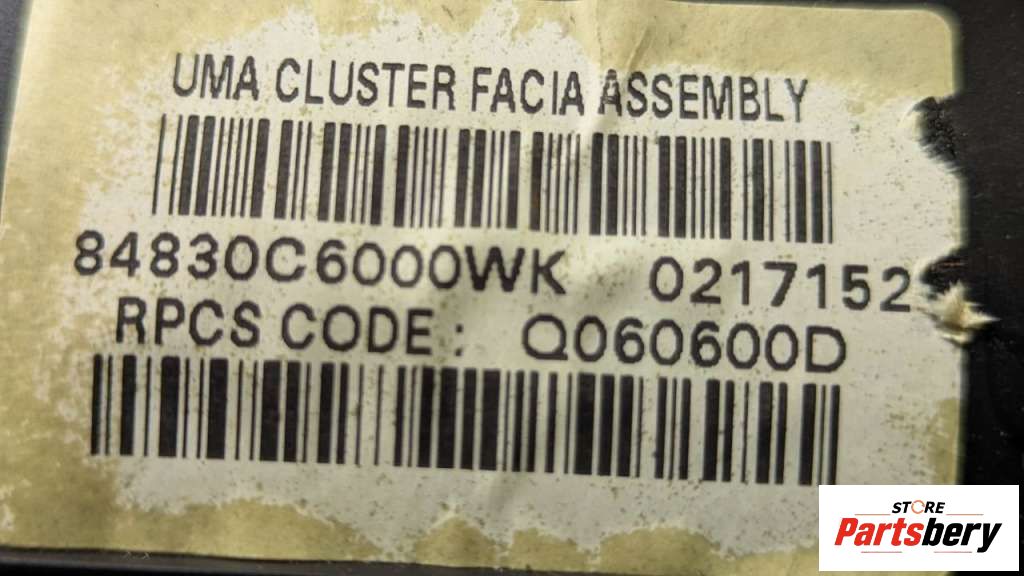 UMA CLUSTER FACIA ASSEMBLY
84830C6000WK 0217152
RPCS CODE : Q060600D
STORE
Partsbery